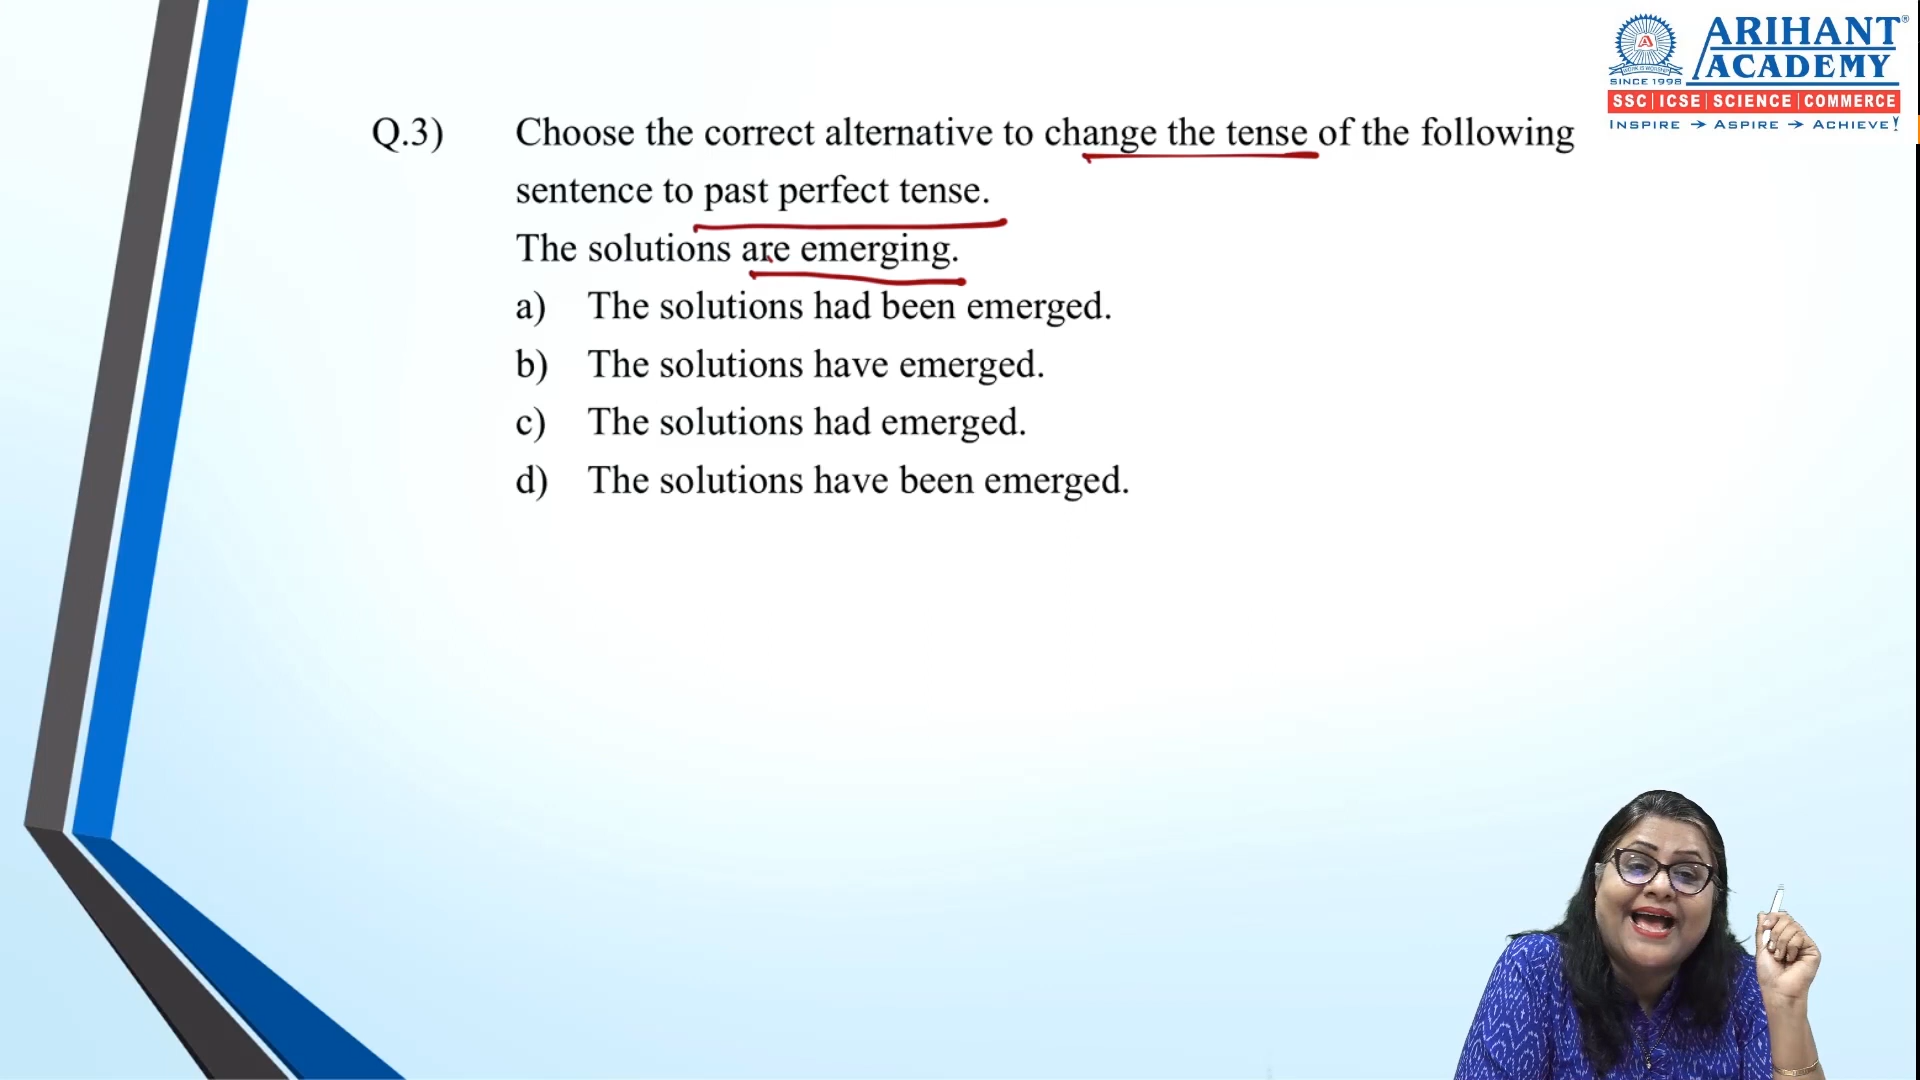 ARIHANT
ACADEMY
SINCE 1998
SSC | ICSE | SCIENCE | COMMERCE
INSPIRE → ASPIRE → ACHIEVE!
Q.3) Choose the correct alternative to change the tense of the following
sentence to past perfect tense.
The solutions are emerging.
a) The solutions had been emerged.
b) The solutions have emerged.
c) The solutions had emerged.
d) The solutions have been emerged.